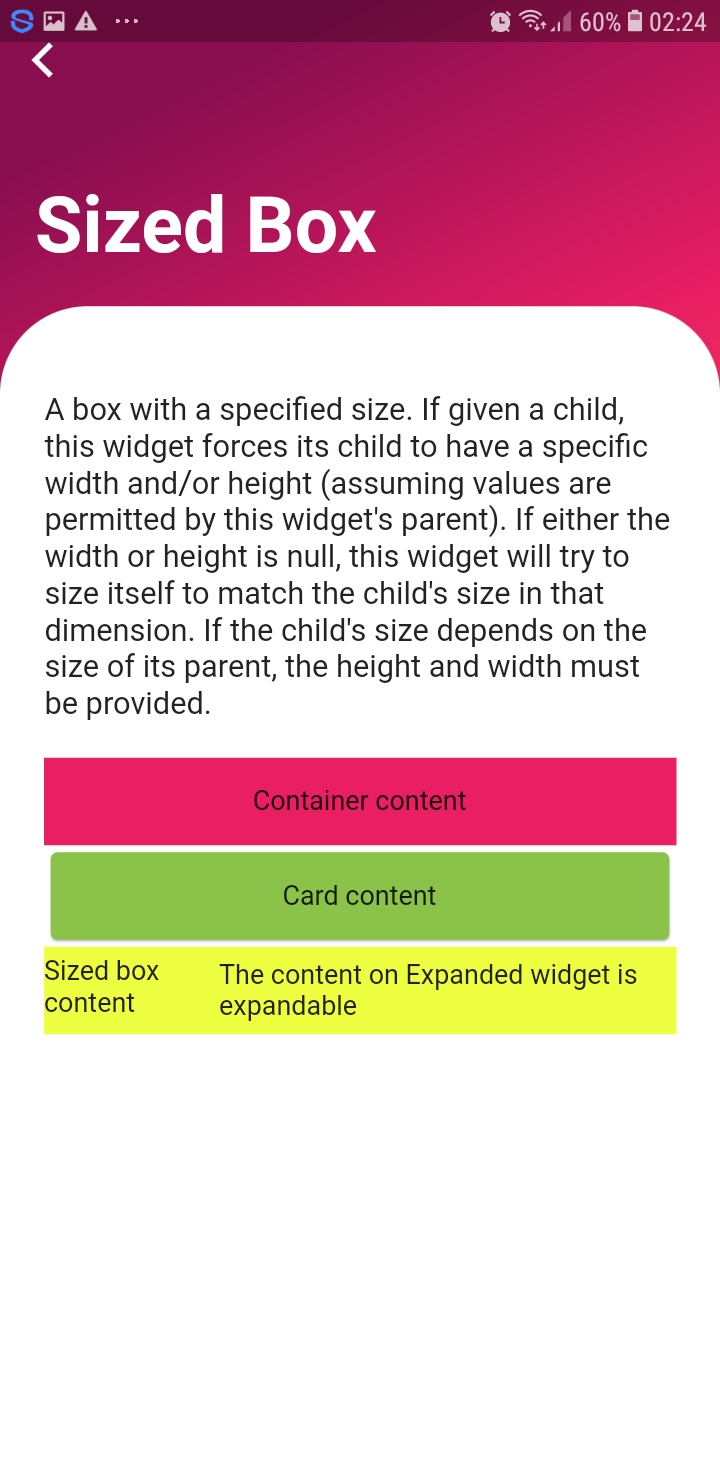 60% 02:24
Sized Box
A box with a specified size. If given a child,
this widget forces its child to have a specific
width and/or height (assuming values are
permitted by this widget's parent). If either the
width or height is null, this widget will try to
size itself to match the child's size in that
dimension. If the child's size depends on the
size of its parent, the height and width must
be provided.
Container content
Card content
Sized box
content
The content on Expanded widget is
expandable